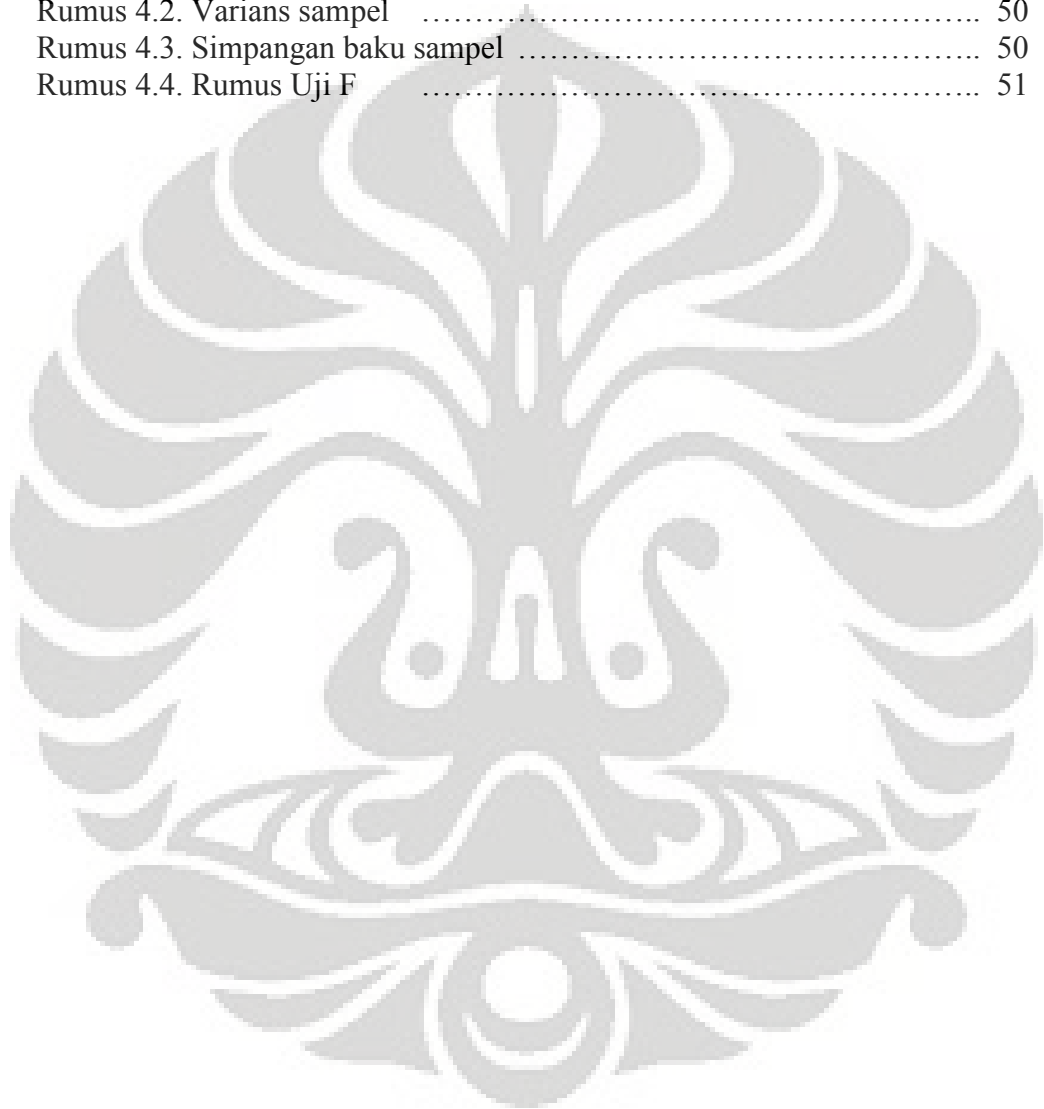 Rumus 4.2. Varians sampel ……………………………………………….. 50
Rumus 4.3. Simpangan baku sampel ……………………………………….. 50
Rumus 4.4. Rumus Uji F ……………………………………………….. 51